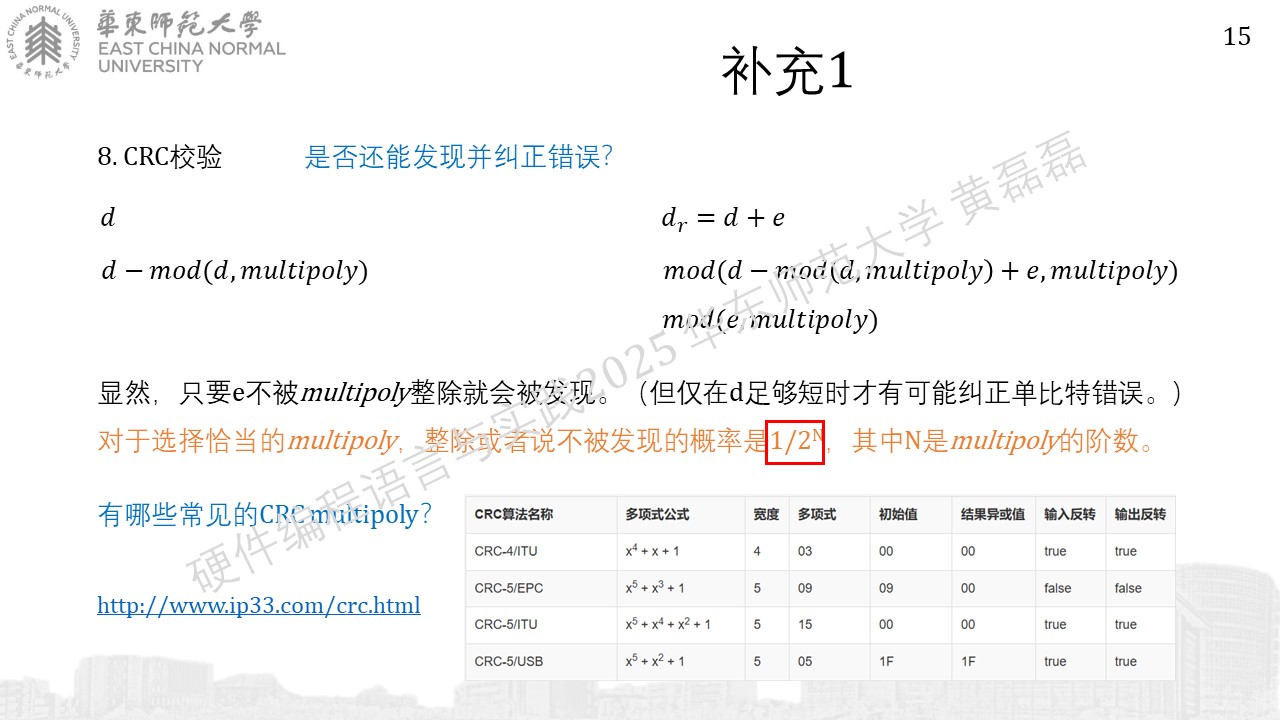 華東師範大學
EAST CHINA NORMAL
UNIVERSITY
15
补充1
8. CRC校验 是否还能发现并纠正错误？
d
d_r = d + e
d − mod(d, multipoly)
mod(d − mod(d, multipoly) + e, multipoly)
mod(e, multipoly)
显然，只要e不被multipoly整除就会被发现。（但仅在d足够短时才有可能纠正单比特错误。）
对于选择恰当的multipoly，整除或者说不被发现的概率是1/2^N，其中N是multipoly的阶数。
有哪些常见的CRC multipoly？
http://www.ip33.com/crc.html
CRC算法名称 多项式公式 宽度 多项式 初始值 结果异或值 输入反转 输出反转
CRC-4/ITU x⁴ + x + 1 4 03 00 00 true true
CRC-5/EPC x⁵ + x³ + 1 5 09 09 00 false false
CRC-5/ITU x⁵ + x⁴ + x² + 1 5 15 00 00 true true
CRC-5/USB x⁵ + x² + 1 5 05 1F 1F true true
硬件编程语言与实践2025 华东师范大学 黄磊磊